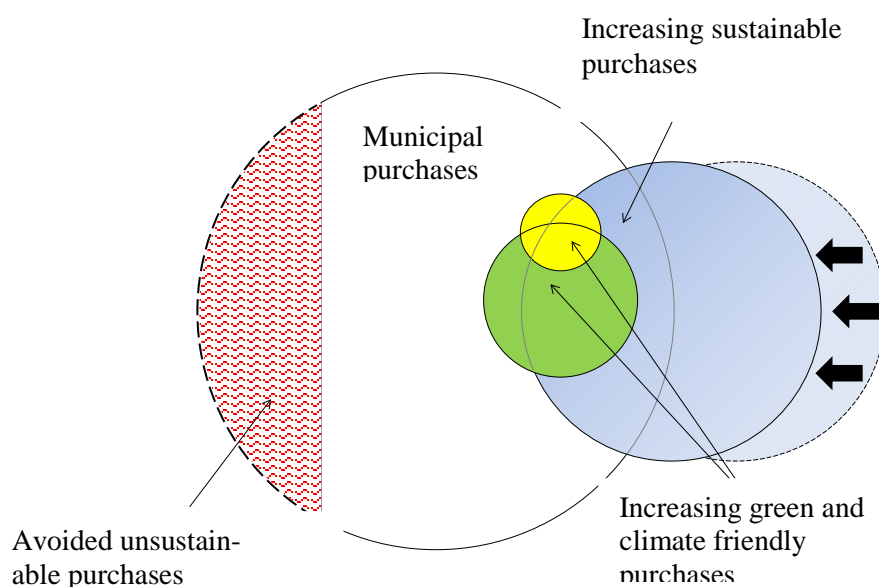 Increasing sustainable
purchases
Municipal
purchases
Increasing green and
climate friendly
purchases
Avoided unsustain-
able purchases